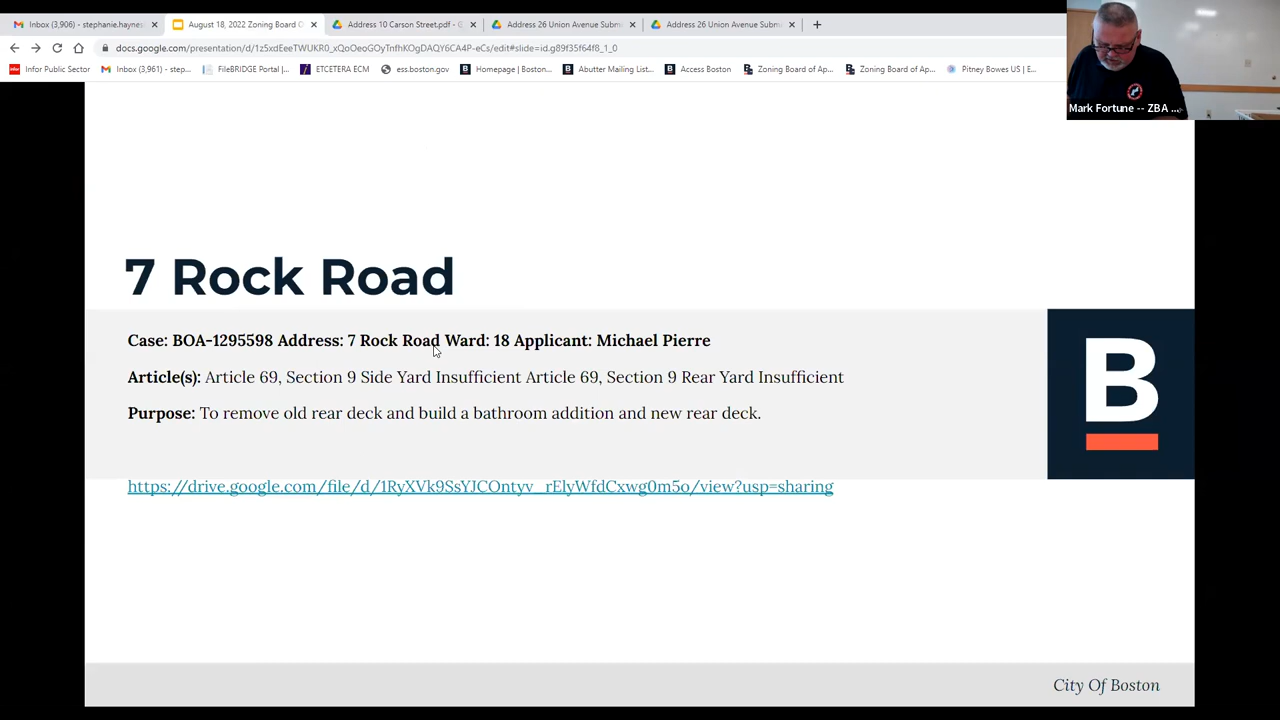 Inbox (3,906) - stephanie.haynes
August 18, 2022 Zoning Board O
Address 10 Carson Street.pdf - G
Address 26 Union Avenue Subm
Address 26 Union Avenue Subm
docs.google.com/presentation/d/1z5xdEeeTWUKR0_xQoOeoGOyTnfhKOgDAQY6CA4P-eCs/edit#slide=id.g89f35f64f8_1_0
Infor Public Sector
Inbox (3,961) - step...
FileBRIDGE Portal |...
ETCETERA ECM
ess.boston.gov
Homepage | Boston...
Abutter Mailing List...
Access Boston
Zoning Board of Ap...
Zoning Board of Ap...
Pitney Bowes US | E...
Mark Fortune -- ZBA ...
7 Rock Road
Case: BOA-1295598 Address: 7 Rock Road Ward: 18 Applicant: Michael Pierre
Article(s): Article 69, Section 9 Side Yard Insufficient Article 69, Section 9 Rear Yard Insufficient
Purpose: To remove old rear deck and build a bathroom addition and new rear deck.
https://drive.google.com/file/d/1RyXVk9SsYJCOntyv_rElyWfdCxwg0m5o/view?usp=sharing
B
City Of Boston